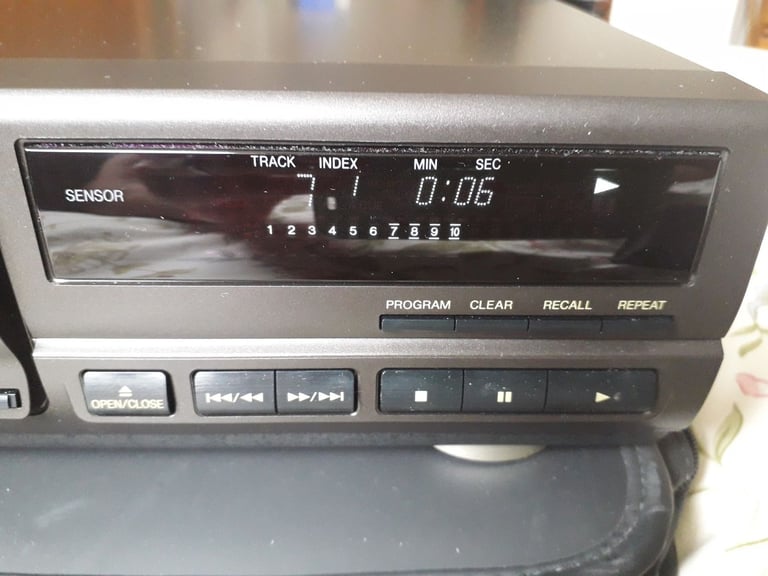 TRACK INDEX MIN SEC
SENSOR 7 1 0:06
1 2 3 4 5 6 7 8 9 10
PROGRAM CLEAR RECALL REPEAT
OPEN/CLOSE